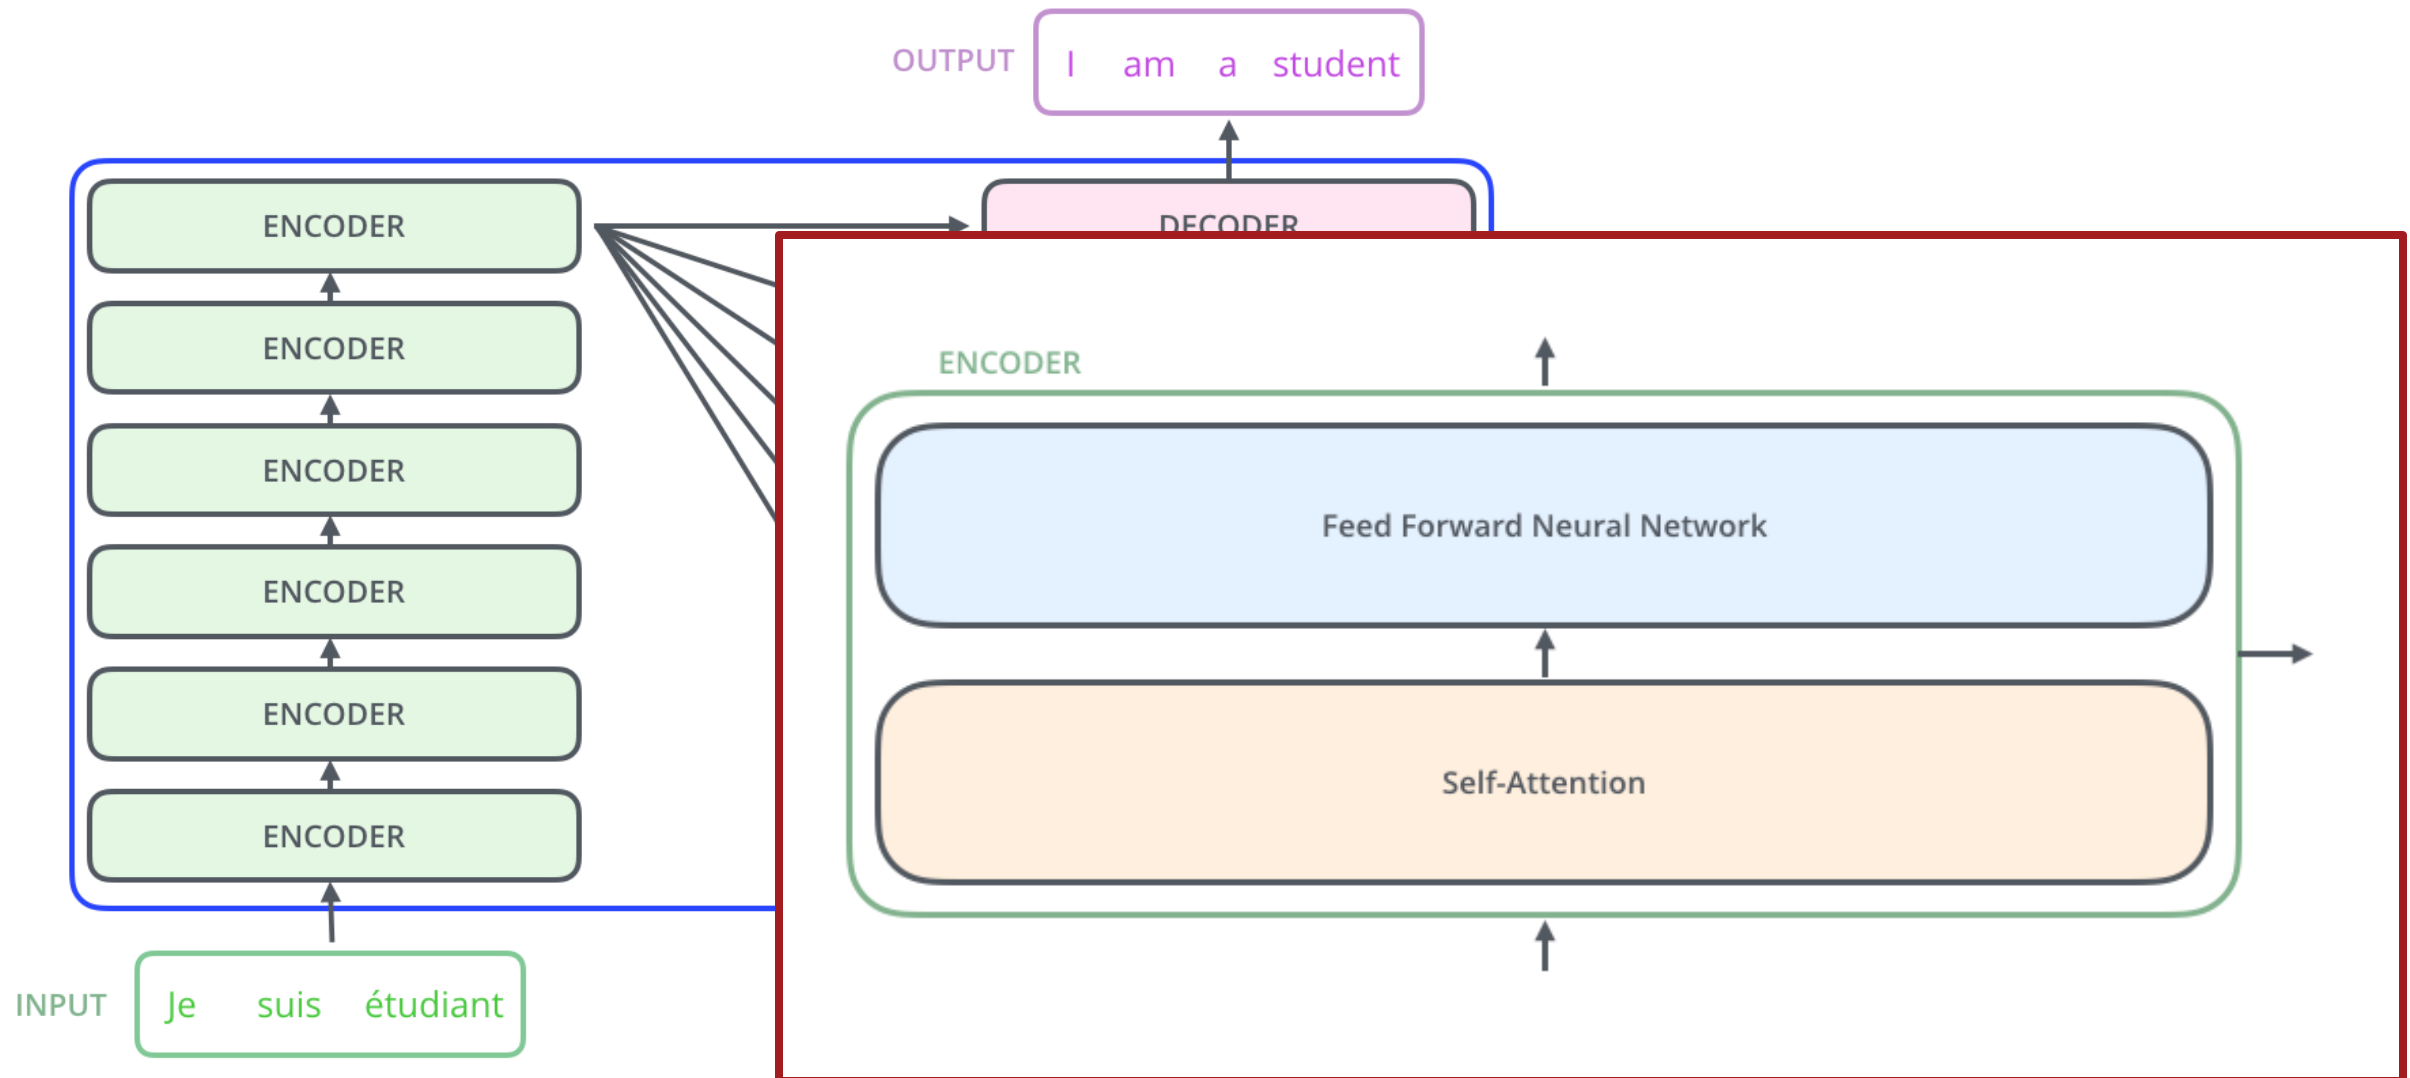 OUTPUT I am a student
ENCODER
DECODER
ENCODER
ENCODER
ENCODER
ENCODER
ENCODER
INPUT Je suis étudiant
ENCODER
Feed Forward Neural Network
Self-Attention